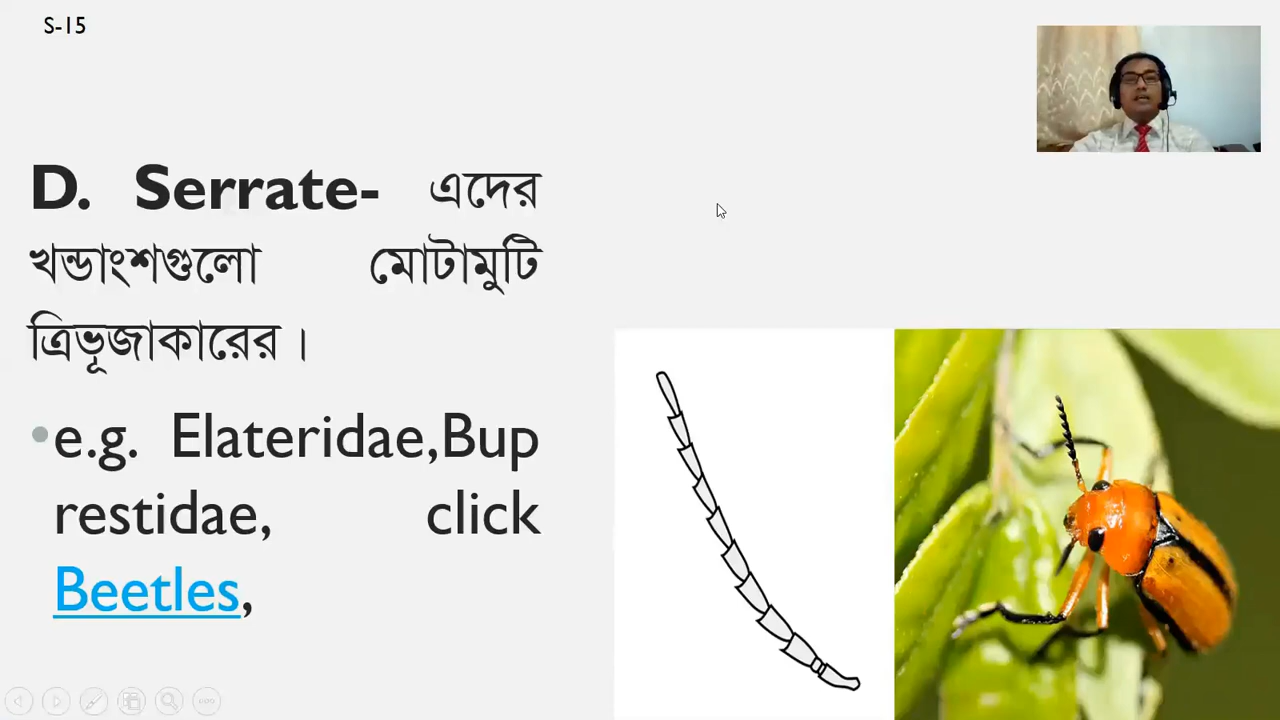 S-15
D. Serrate- এদের
খন্ডাংশগুলো মোটামুটি
ত্রিভূজাকারের।
•e.g. Elateridae,Bup
restidae, click
Beetles,